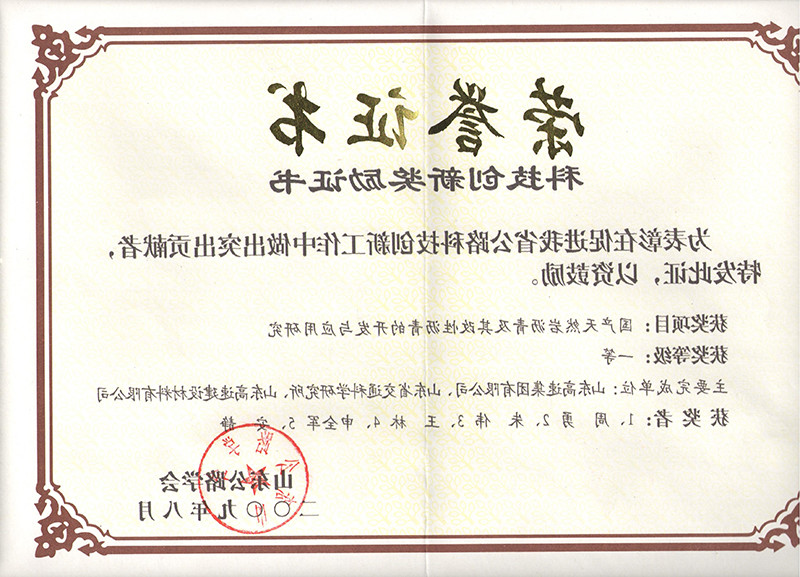 荣誉证书
科技创新奖励证书
为表彰在促进我省公路科技创新工作中做出突出贡献者，
特发此证，以资鼓励。
获奖项目：国产天然岩沥青及其改性沥青的开发与应用研究
获奖等级：一等
主要完成单位：山东高速集团有限公司、山东省交通科学研究所、山东高速建设材料有限公司
获奖者：1、周 勇 2、朱 伟 3、王 林 4、申全军 5、安 静
山东公路学会
二〇〇九年八月